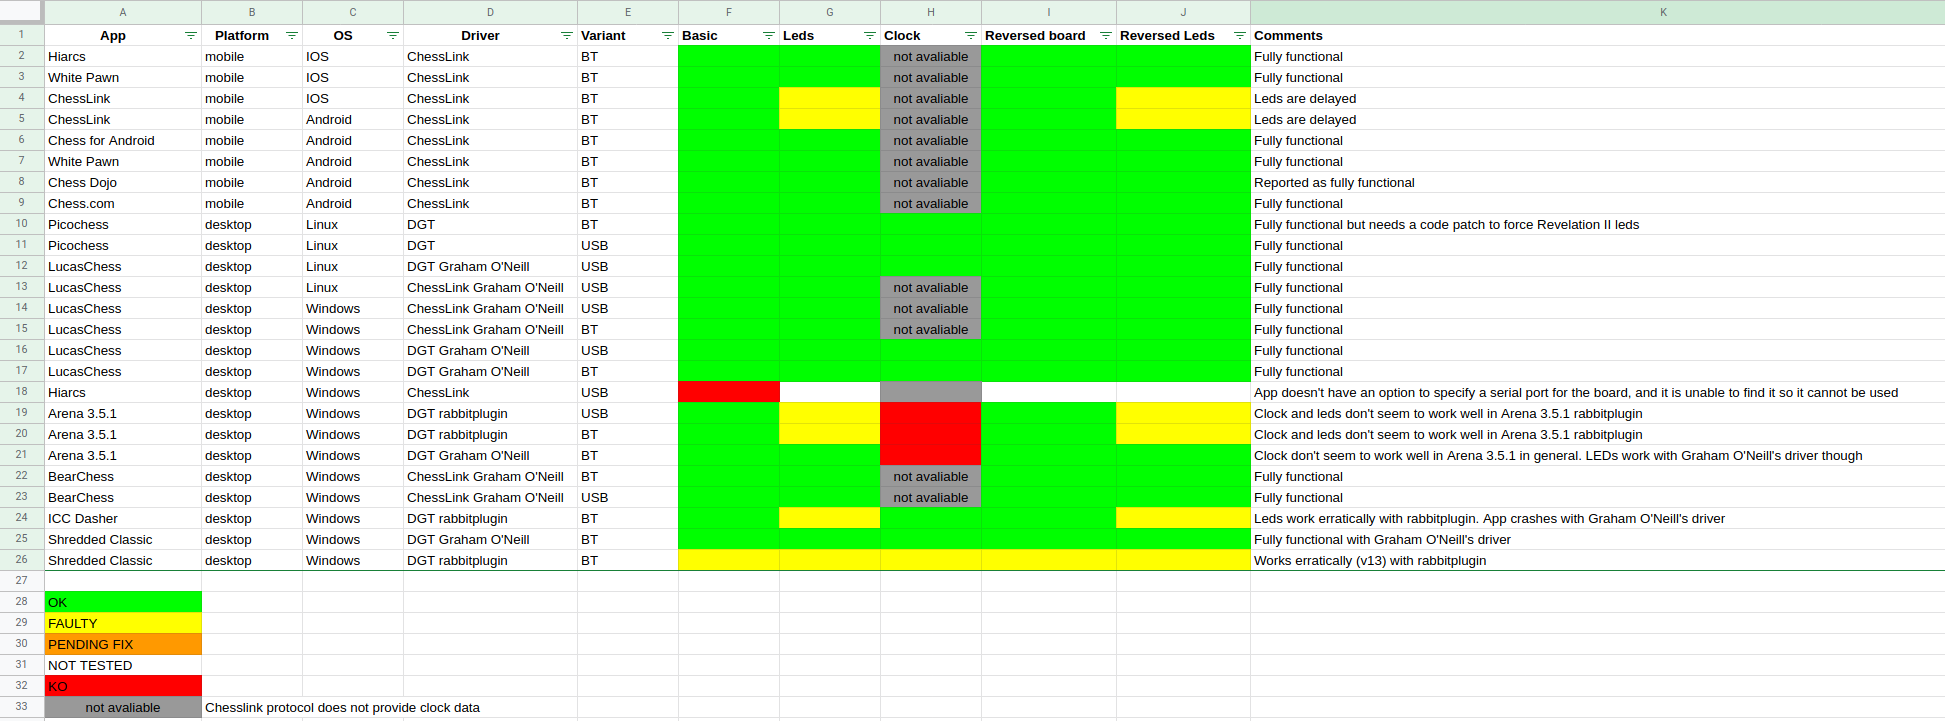 A B C D E F G H I J K
1 App Platform OS Driver Variant Basic Leds Clock Reversed board Reversed Leds Comments
2 Hiarcs mobile IOS ChessLink BT not avaliable Fully functional
3 White Pawn mobile IOS ChessLink BT not avaliable Fully functional
4 ChessLink mobile IOS ChessLink BT not avaliable Leds are delayed
5 ChessLink mobile Android ChessLink BT not avaliable Leds are delayed
6 Chess for Android mobile Android ChessLink BT not avaliable Fully functional
7 White Pawn mobile Android ChessLink BT not avaliable Fully functional
8 Chess Dojo mobile Android ChessLink BT not avaliable Reported as fully functional
9 Chess.com mobile Android ChessLink BT not avaliable Fully functional
10 Picochess desktop Linux DGT BT Fully functional but needs a code patch to force Revelation II leds
11 Picochess desktop Linux DGT USB Fully functional
12 LucasChess desktop Linux DGT Graham O'Neill USB Fully functional
13 LucasChess desktop Linux ChessLink Graham O'Neill USB not avaliable Fully functional
14 LucasChess desktop Windows ChessLink Graham O'Neill USB not avaliable Fully functional
15 LucasChess desktop Windows ChessLink Graham O'Neill BT not avaliable Fully functional
16 LucasChess desktop Windows DGT Graham O'Neill USB Fully functional
17 LucasChess desktop Windows DGT Graham O'Neill BT Fully functional
18 Hiarcs desktop Windows ChessLink USB App doesn't have an option to specify a serial port for the board, and it is unable to find it so it cannot be used
19 Arena 3.5.1 desktop Windows DGT rabbitplugin USB Clock and leds don't seem to work well in Arena 3.5.1 rabbitplugin
20 Arena 3.5.1 desktop Windows DGT rabbitplugin BT Clock and leds don't seem to work well in Arena 3.5.1 rabbitplugin
21 Arena 3.5.1 desktop Windows DGT Graham O'Neill BT Clock don't seem to work well in Arena 3.5.1 in general. LEDs work with Graham O'Neill's driver though
22 BearChess desktop Windows ChessLink Graham O'Neill BT not avaliable Fully functional
23 BearChess desktop Windows ChessLink Graham O'Neill USB not avaliable Fully functional
24 ICC Dasher desktop Windows DGT rabbitplugin BT Leds work erratically with rabbitplugin. App crashes with Graham O'Neill's driver
25 Shredded Classic desktop Windows DGT Graham O'Neill BT Fully functional with Graham O'Neill's driver
26 Shredded Classic desktop Windows DGT rabbitplugin BT Works erratically (v13) with rabbitplugin
27
28 OK
29 FAULTY
30 PENDING FIX
31 NOT TESTED
32 KO
33 not avaliable Chesslink protocol does not provide clock data